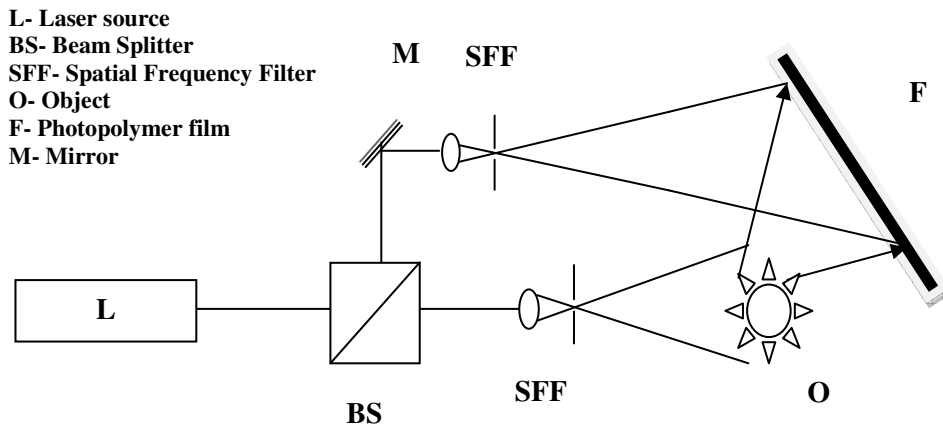 L- Laser source
BS- Beam Splitter
SFF- Spatial Frequency Filter
O- Object
F- Photopolymer film
M- Mirror
M
SFF
F
L
BS
SFF
O